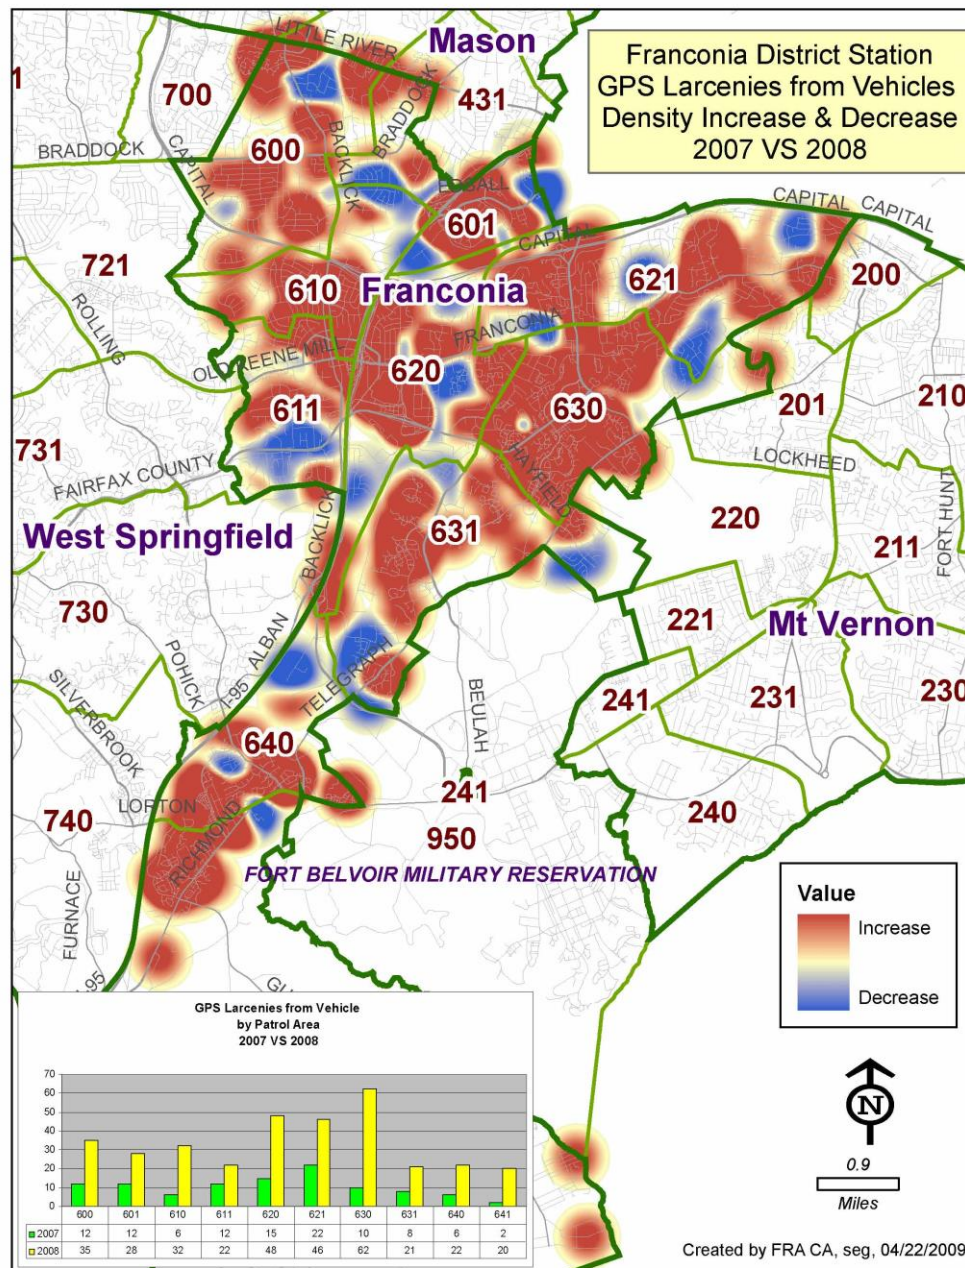 Franconia District Station
GPS Larcenies from Vehicles
Density Increase & Decrease
2007 VS 2008
LITTLE RIVER
Mason
1
700
431
BRADDOCK
BRADDOCK
600
CAPITAL
BACKLICK
EDSALL
601
CAPITAL
CAPITAL
CAPITAL
721
610
Franconia
621
200
ROLLING
FRANCONIA
OLD KEENE MILL
620
611
630
201
210
731
FAIRFAX COUNTY
HAYFIELD
LOCKHEED
FORT HUNT
West Springfield
BACKLICK
631
220
211
730
221
Mt Vernon
POHICK
ALBAN
I-95
TELEGRAPH
BEULAH
241
231
230
SILVERBROOK
640
LORTON
740
RICHMOND
241
240
950
FORT BELVOIR MILITARY RESERVATION
FURNACE
I-95
Value
Increase
Decrease
GPS Larcenies from Vehicle
by Patrol Area
2007 VS 2008
70
60
50
40
30
20
10
0
600 601 610 611 620 621 630 631 640 641
2007 12 12 6 12 15 22 10 8 6 2
2008 35 28 32 22 48 46 62 21 22 20
N
0.9
Miles
Created by FRA CA, seg, 04/22/2009